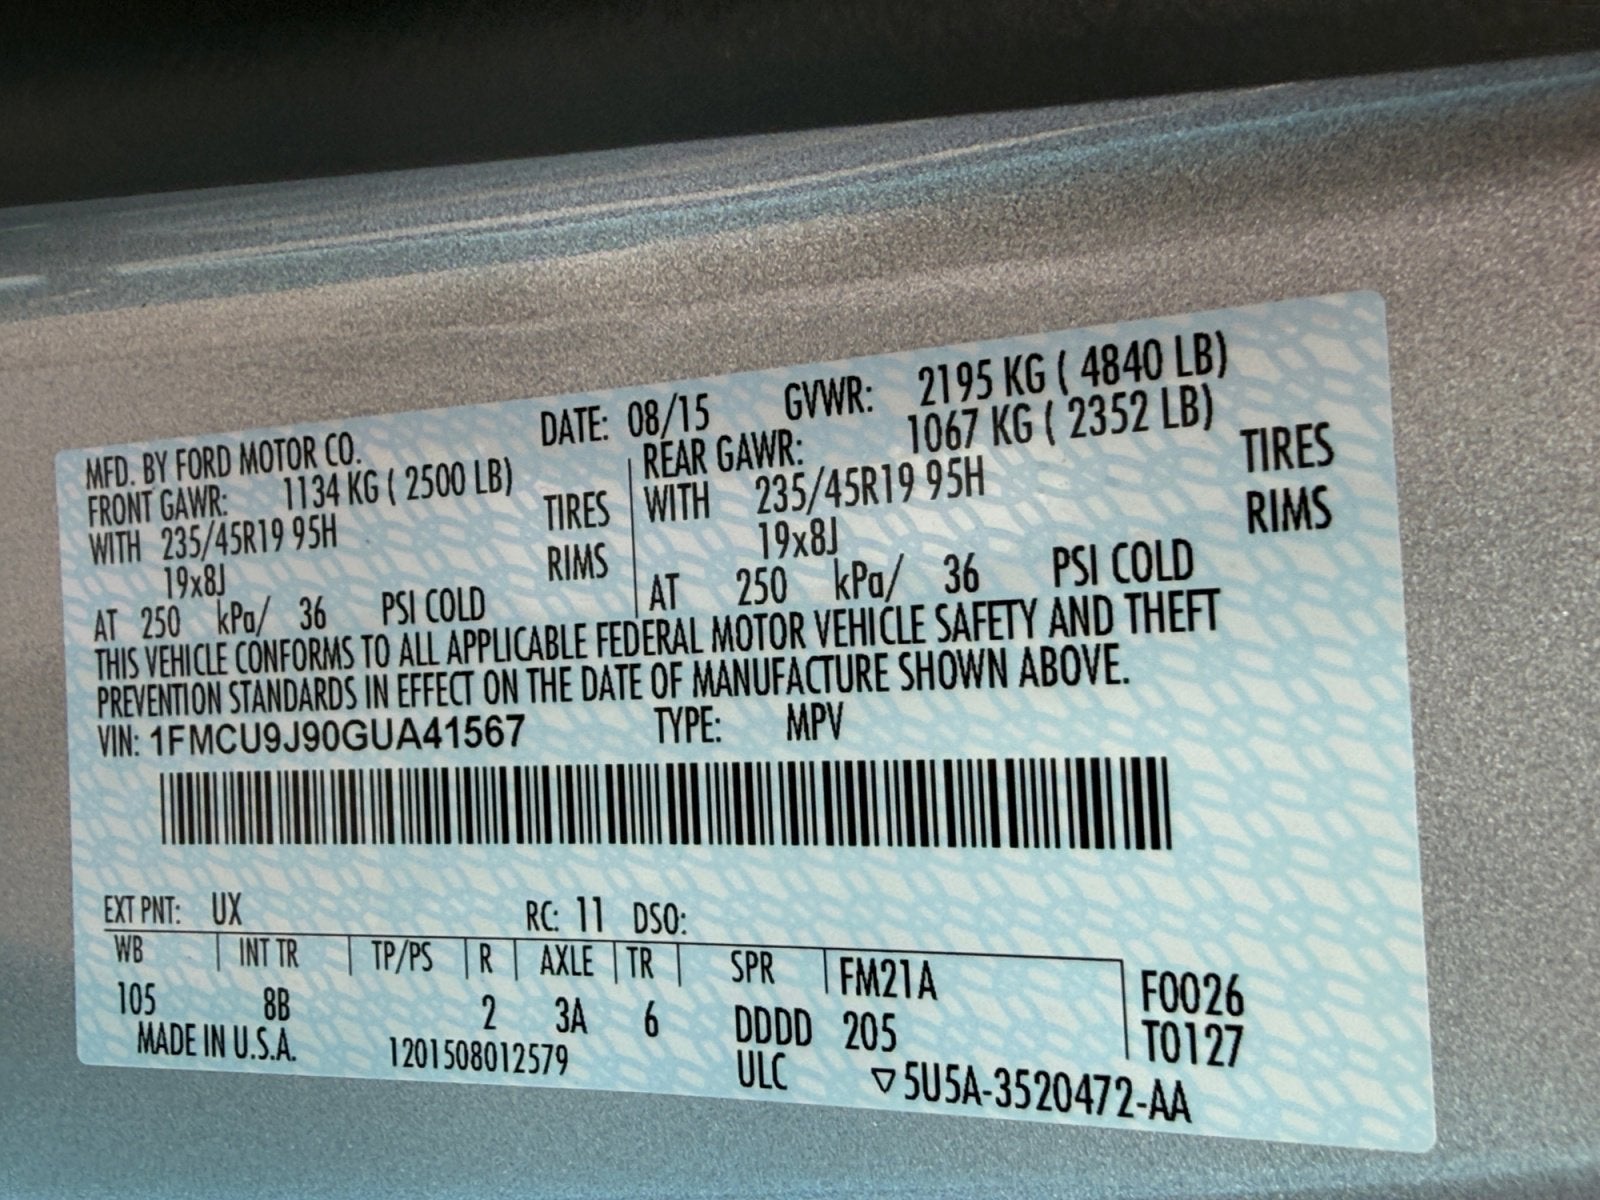 MFD. BY FORD MOTOR CO. DATE: 08/15 GVWR: 2195 KG ( 4840 LB)
FRONT GAWR: 1134 KG ( 2500 LB) REAR GAWR: 1067 KG ( 2352 LB)
WITH 235/45R19 95H TIRES WITH 235/45R19 95H TIRES
19x8J RIMS 19x8J RIMS
AT 250 kPa/ 36 PSI COLD AT 250 kPa/ 36 PSI COLD
THIS VEHICLE CONFORMS TO ALL APPLICABLE FEDERAL MOTOR VEHICLE SAFETY AND THEFT
PREVENTION STANDARDS IN EFFECT ON THE DATE OF MANUFACTURE SHOWN ABOVE.
VIN: 1FMCU9J90GUA41567 TYPE: MPV
EXT PNT: UX RC: 11 DSO:
WB INT TR TP/PS R AXLE TR SPR FM21A F0026
105 8B 2 3A 6 DDDD 205 T0127
MADE IN U.S.A. 1201508012579 ULC ▽5U5A-3520472-AA